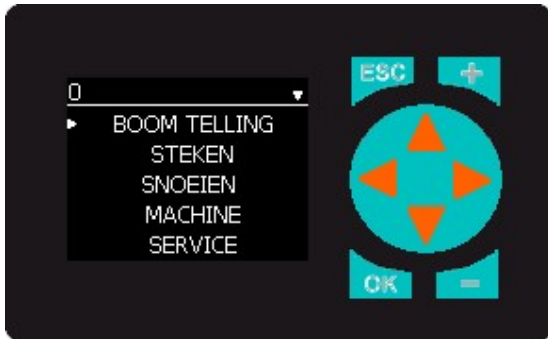 0
BOOM TELLING
STEKEN
SNOEIEN
MACHINE
SERVICE
ESC
+
OK
-